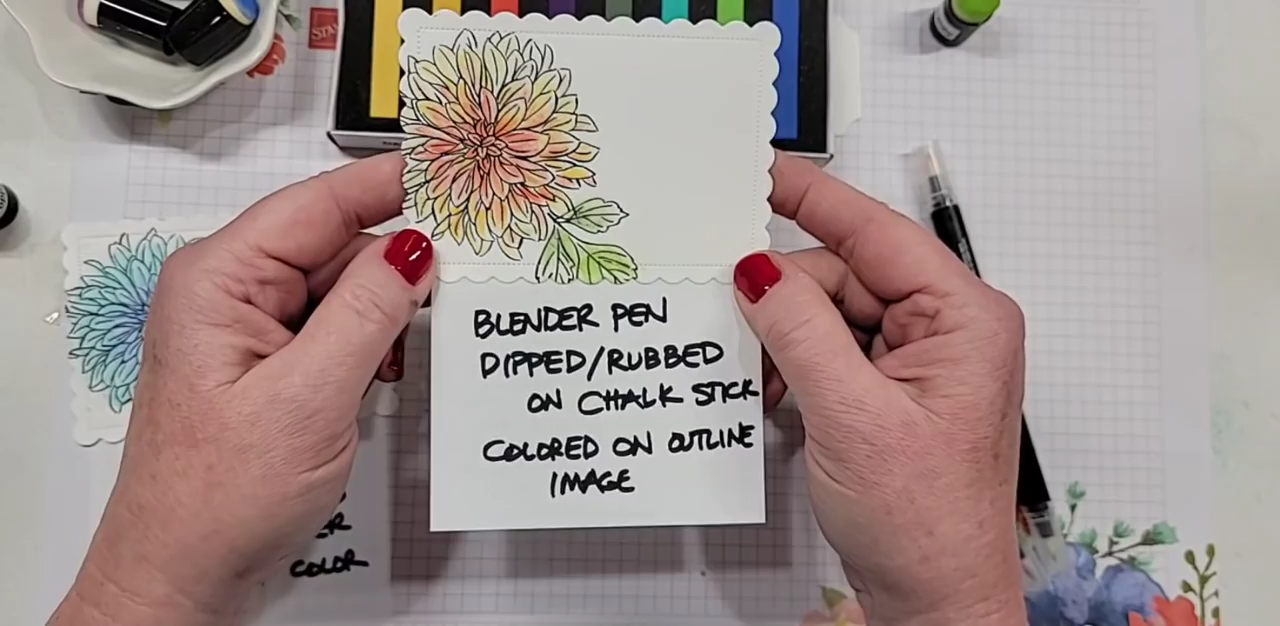 BLENDER PEN
DIPPED/RUBBED
ON CHALK STICK
COLORED ON OUTLINE
IMAGE
COLOR